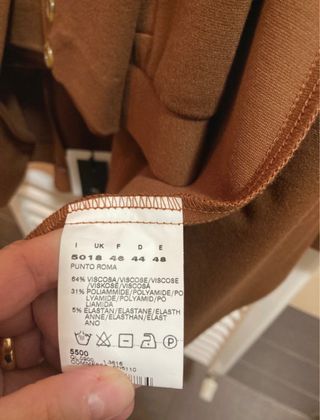 I UK F D E
5018 46 44 48
PUNTO ROMA
64% VISCOSA/VISCOSE/VISCOSE
/VISKOSE/VISCOSA
31% POLIAMMIDE/POLYAMIDE/PO
LYAMIDE/POLYAMID/PO
LIAMIDA
5% ELASTAN/ELASTANE/ELASTH
ANNE/ELASTHAN/ELAST
ANO
P
5500